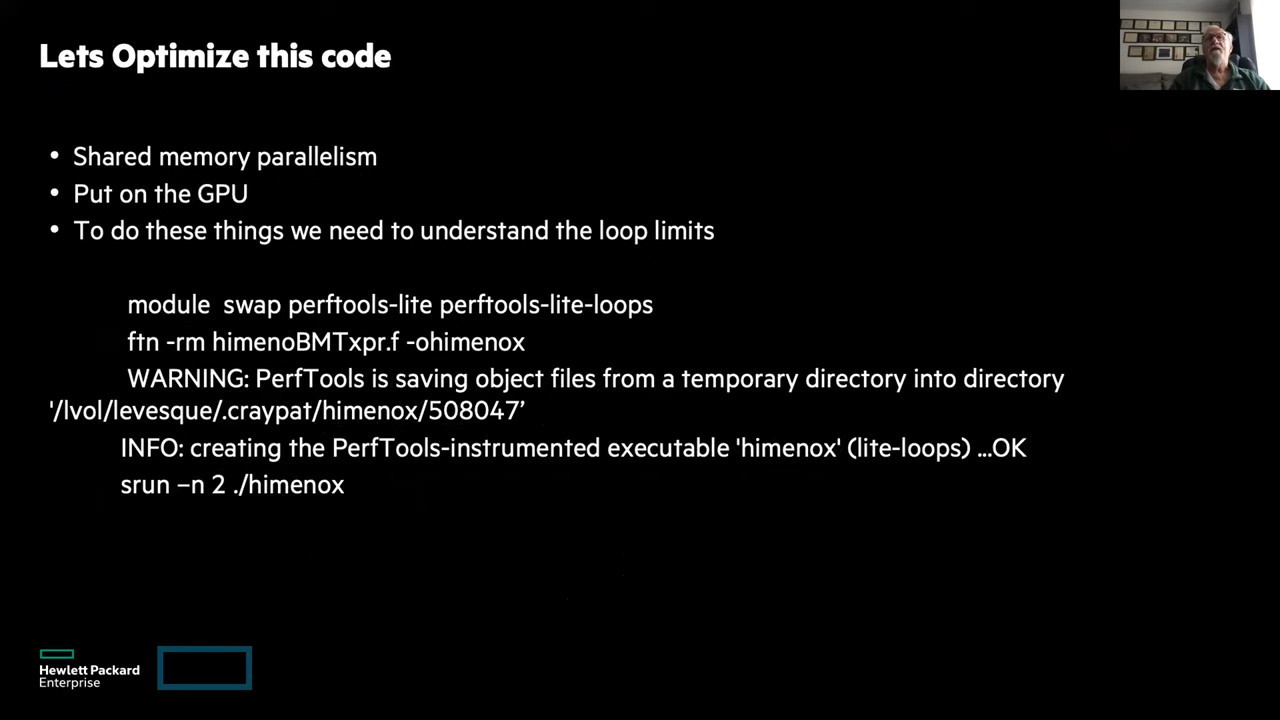 Lets Optimize this code
• Shared memory parallelism
• Put on the GPU
• To do these things we need to understand the loop limits
module  swap perftools-lite perftools-lite-loops
ftn -rm himenoBMTxpr.f -ohimenox
WARNING: PerfTools is saving object files from a temporary directory into directory
'/lvol/levesque/.craypat/himenox/508047’
INFO: creating the PerfTools-instrumented executable 'himenox' (lite-loops) ...OK
srun –n 2 ./himenox
Hewlett Packard
Enterprise